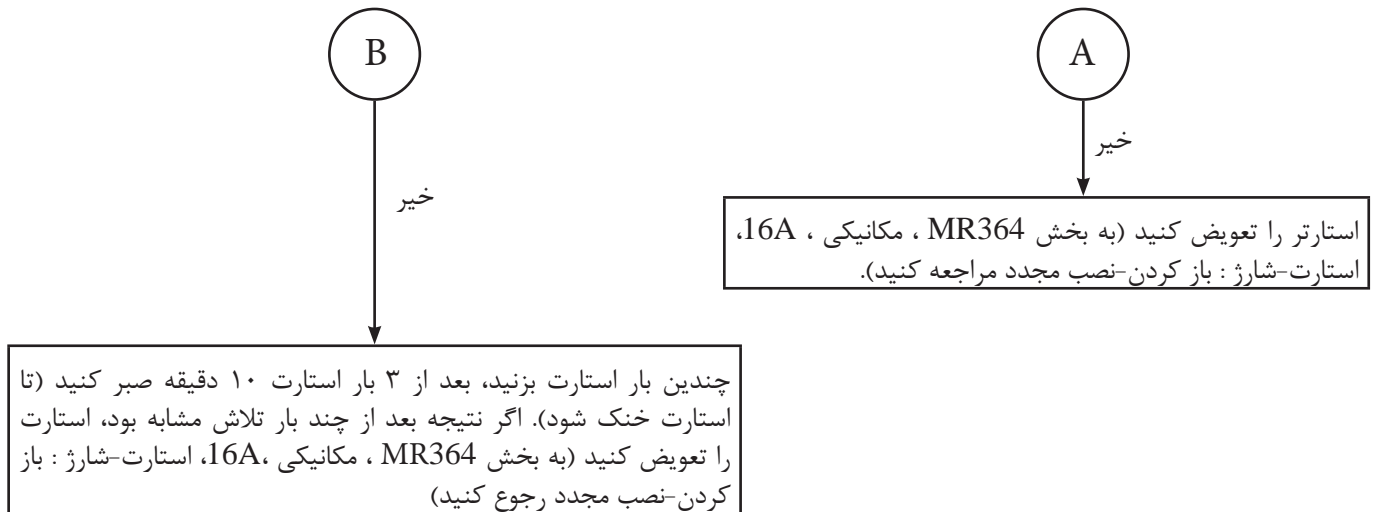 A
خیر
استارتر را تعویض کنید (به بخش MR364 ، مکانیکی ، 16A،
استارت-شارژ : باز کردن-نصب مجدد مراجعه کنید).
B
خیر
چندین بار استارت بزنید، بعد از ۳ بار استارت ۱۰ دقیقه صبر کنید (تا
استارت خنک شود). اگر نتیجه بعد از چند بار تلاش مشابه بود، استارت
را تعویض کنید (به بخش MR364 ، مکانیکی ،16A، استارت-شارژ : باز
کردن-نصب مجدد رجوع کنید)